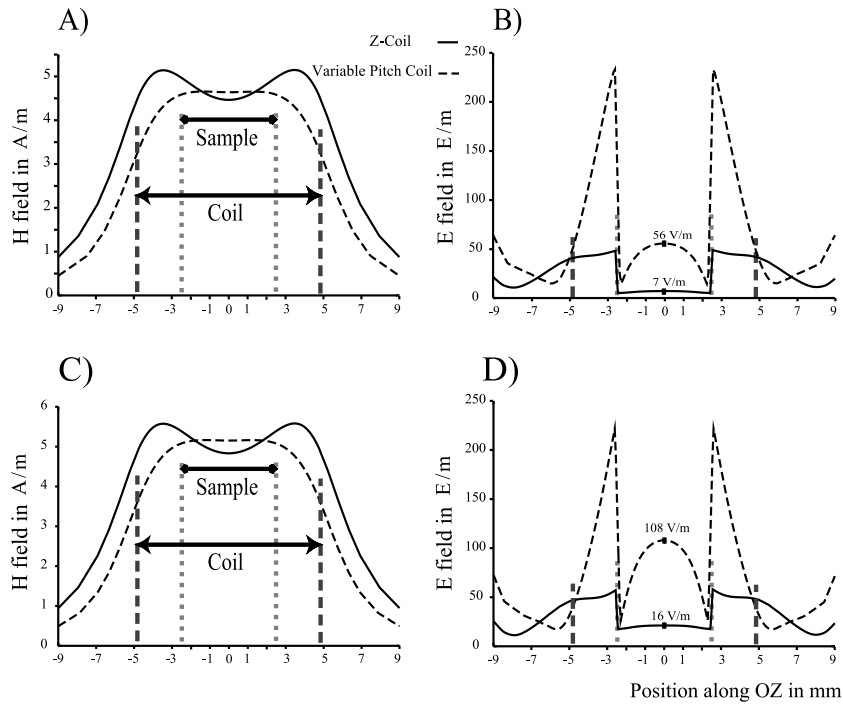 A)
B)
Z-Coil
Variable Pitch Coil
H field in A/m
5
4
3
2
1
0
Sample
Coil
-9 -7 -5 -3 -1 0 1 3 5 7 9
E field in E/m
250
200
150
100
50
0
56 V/m
7 V/m
-9 -7 -5 -3 -1 0 1 3 5 7 9
C)
D)
H field in A/m
6
5
4
3
2
1
0
Sample
Coil
-9 -7 -5 -3 -1 0 1 3 5 7 9
E field in E/m
250
200
150
100
50
0
108 V/m
16 V/m
-9 -7 -5 -3 -1 0 1 3 5 7 9
Position along OZ in mm